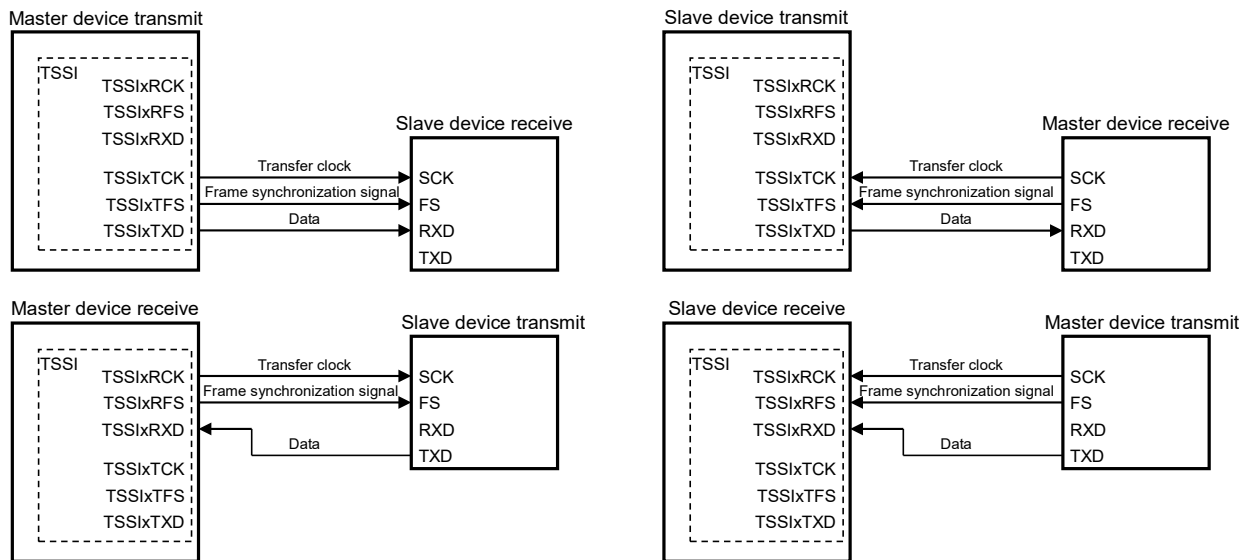 Master device transmit
TSSI
TSSIxRCK
TSSIxRFS
TSSIxRXD
TSSIxTCK
TSSIxTFS
TSSIxTXD
Transfer clock
Frame synchronization signal
Data
Slave device receive
SCK
FS
RXD
TXD
Slave device transmit
TSSI
TSSIxRCK
TSSIxRFS
TSSIxRXD
TSSIxTCK
TSSIxTFS
TSSIxTXD
Transfer clock
Frame synchronization signal
Data
Master device receive
SCK
FS
RXD
TXD
Master device receive
TSSI
TSSIxRCK
TSSIxRFS
TSSIxRXD
TSSIxTCK
TSSIxTFS
TSSIxTXD
Transfer clock
Frame synchronization signal
Data
Slave device transmit
SCK
FS
RXD
TXD
Slave device receive
TSSI
TSSIxRCK
TSSIxRFS
TSSIxRXD
TSSIxTCK
TSSIxTFS
TSSIxTXD
Transfer clock
Frame synchronization signal
Data
Master device transmit
SCK
FS
RXD
TXD